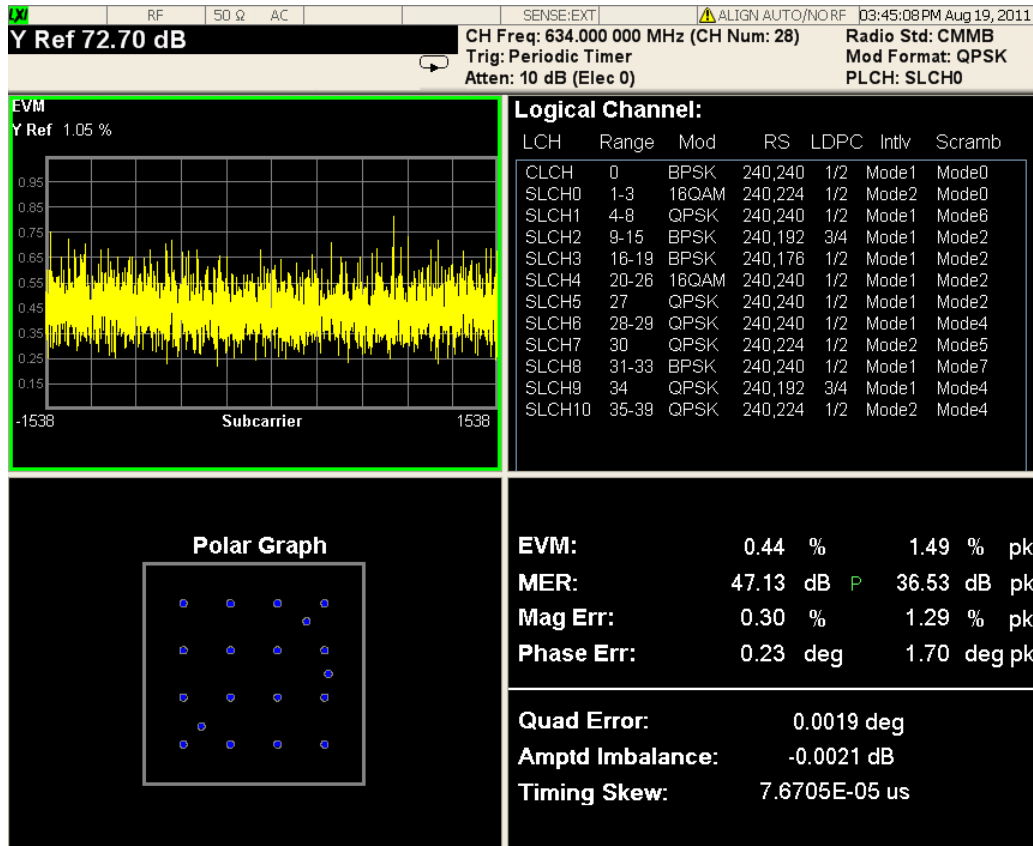 LXI RF 50 Ω AC SENSE:EXT ALIGN AUTO/NO RF 03:45:08 PM Aug 19, 2011
Y Ref 72.70 dB
CH Freq: 634.000 000 MHz (CH Num: 28) Radio Std: CMMB
Trig: Periodic Timer Mod Format: QPSK
Atten: 10 dB (Elec 0) PLCH: SLCH0
EVM
Y Ref 1.05 %
0.95
0.85
0.75
0.65
0.55
0.45
0.35
0.25
0.15
-1538 Subcarrier 1538
Logical Channel:
LCH Range Mod RS LDPC Intlv Scramb
CLCH 0 BPSK 240,240 1/2 Mode1 Mode0
SLCH0 1-3 16QAM 240,224 1/2 Mode2 Mode0
SLCH1 4-8 QPSK 240,240 1/2 Mode1 Mode6
SLCH2 9-15 BPSK 240,192 3/4 Mode1 Mode2
SLCH3 16-19 BPSK 240,176 1/2 Mode1 Mode2
SLCH4 20-26 16QAM 240,240 1/2 Mode1 Mode2
SLCH5 27 QPSK 240,240 1/2 Mode1 Mode2
SLCH6 28-29 QPSK 240,240 1/2 Mode1 Mode4
SLCH7 30 QPSK 240,224 1/2 Mode2 Mode5
SLCH8 31-33 BPSK 240,240 1/2 Mode1 Mode7
SLCH9 34 QPSK 240,192 3/4 Mode1 Mode4
SLCH10 35-39 QPSK 240,224 1/2 Mode2 Mode4
Polar Graph
EVM: 0.44 % 1.49 % pk
MER: 47.13 dB P 36.53 dB pk
Mag Err: 0.30 % 1.29 % pk
Phase Err: 0.23 deg 1.70 deg pk
Quad Error: 0.0019 deg
Amptd Imbalance: -0.0021 dB
Timing Skew: 7.6705E-05 us